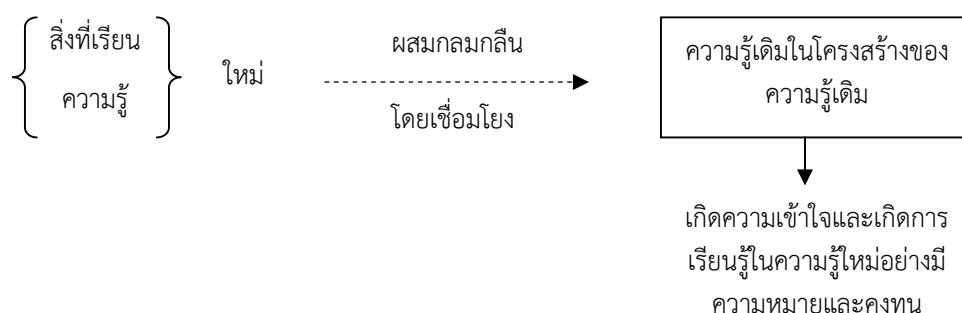 สิ่งที่เรียน
ความรู้
ใหม่
ผสมกลมกลืน
โดยเชื่อมโยง
ความรู้เดิมในโครงสร้างของ
ความรู้เดิม
เกิดความเข้าใจและเกิดการ
เรียนรู้ในความรู้ใหม่อย่างมี
ความหมายและคงทน